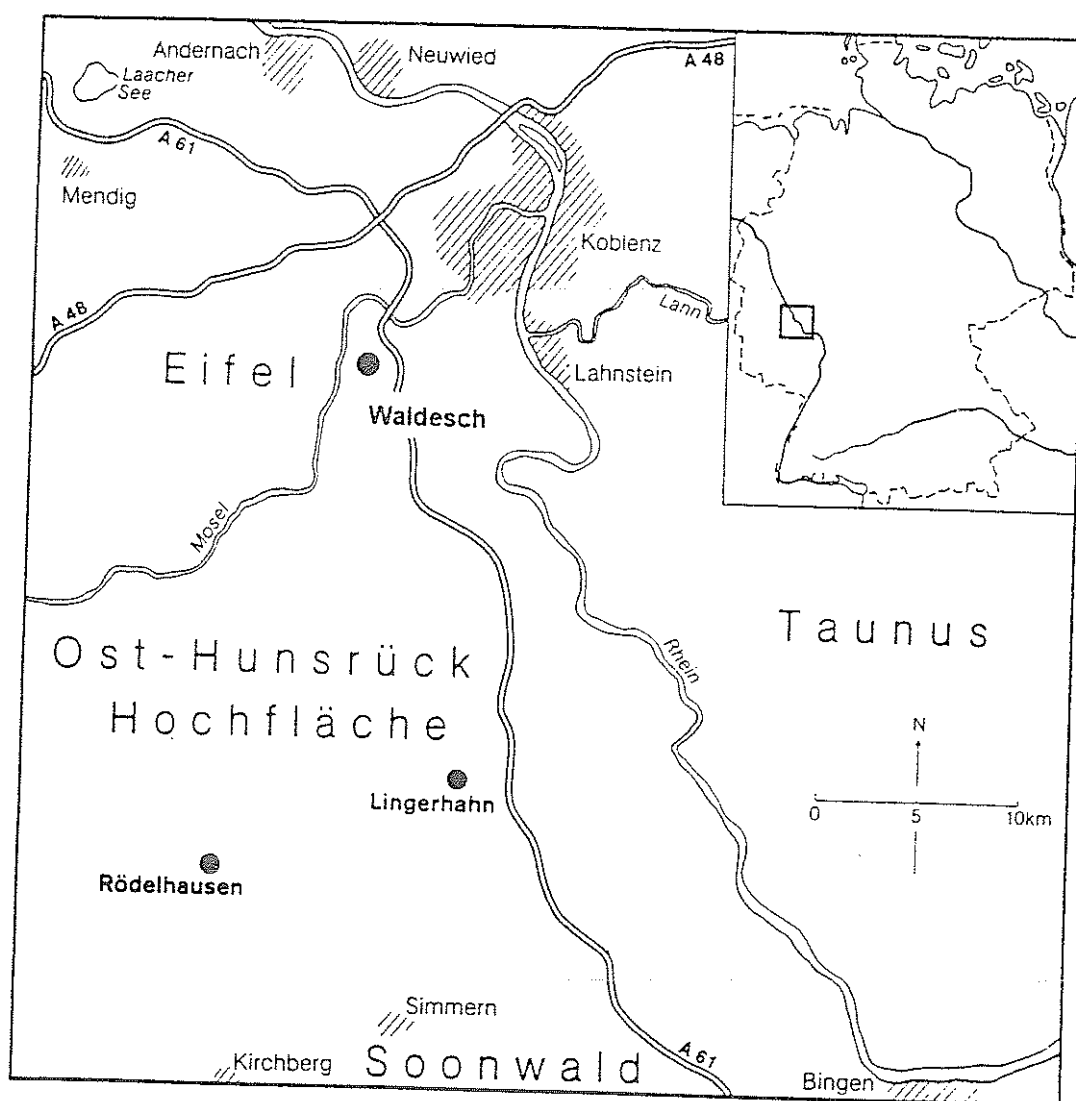 Andernach
Neuwied
A 48
Laacher
See
A 61
Mendig
Koblenz
Lann
A 48
Eifel
Lahnstein
Waldesch
Mosel
Taunus
Ost-Hunsrück
Hochfläche
Rhein
N
Lingerhahn
0 5 10km
Rödelhausen
Simmern
Kirchberg
Soonwald
A 61
Bingen